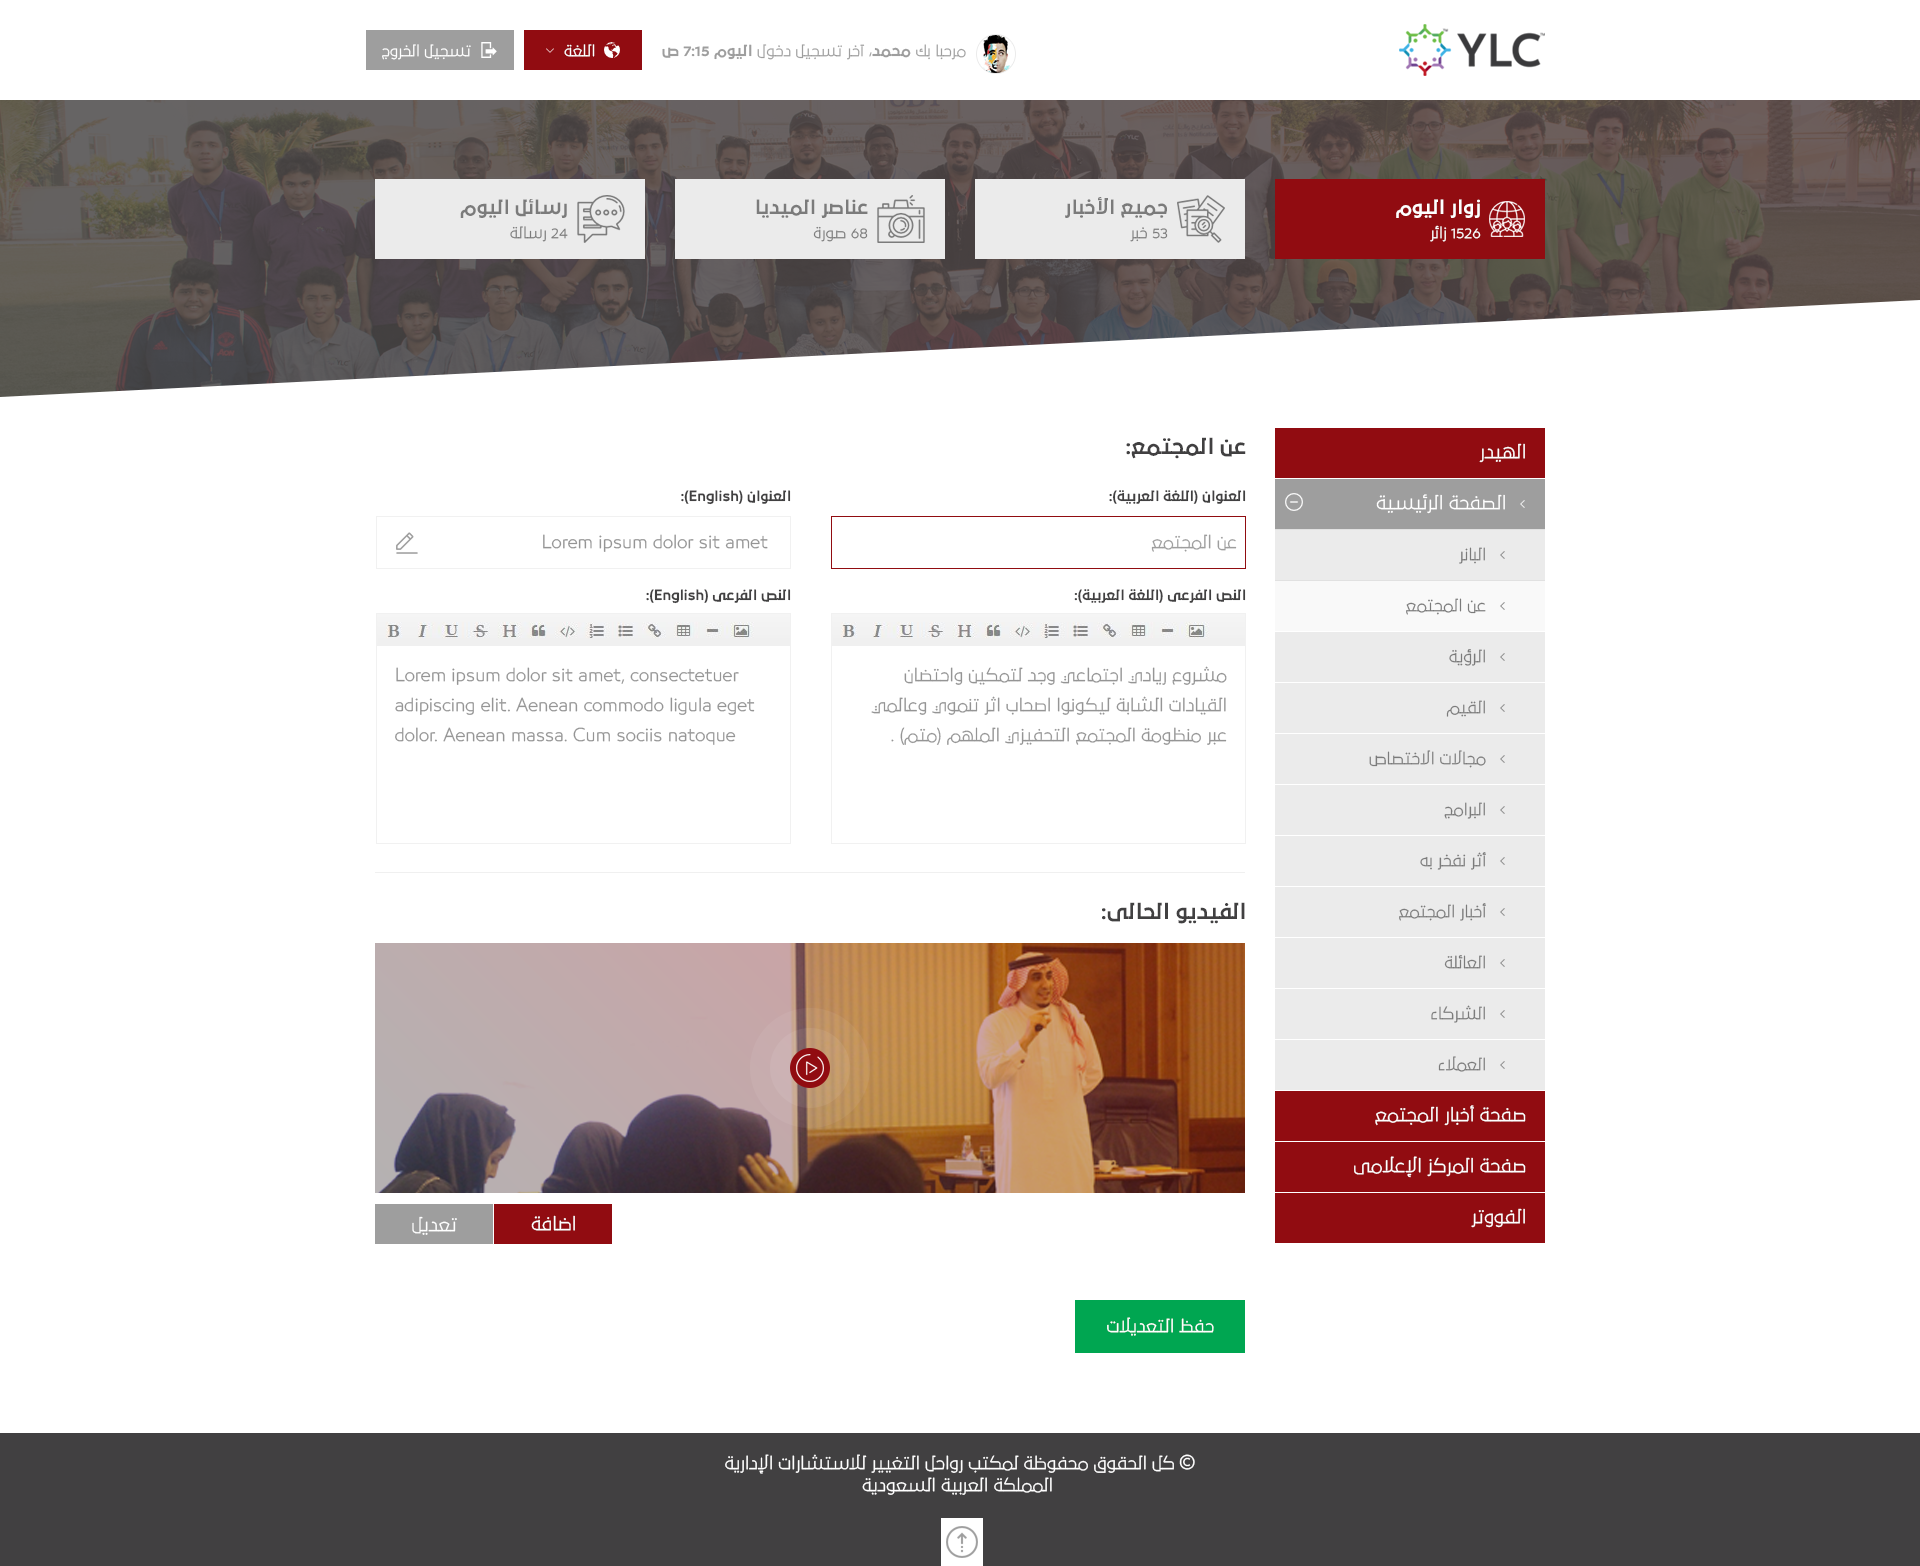 YLC
مرحبا بك محمد، آخر تسجيل دخول اليوم 7:15 ص
اللغة
تسجيل الخروج
زوار اليوم
1526 زائر
جميع الأخبار
53 خبر
عناصر الميديا
68 صورة
رسائل اليوم
24 رسالة
الهيدر
الصفحة الرئيسية
البانر
عن المجتمع
الرؤية
القيم
مجالات الاختصاص
البرامج
أثر نفخر به
أخبار المجتمع
العائلة
الشركاء
العملاء
صفحة أخبار المجتمع
صفحة المركز الإعلامى
الفووتر
عن المجتمع:
العنوان (اللغة العربية):
عن المجتمع
العنوان (English):
Lorem ipsum dolor sit amet
النص الفرعى (اللغة العربية):
B I U S H
مشروع ريادي اجتماعي وجد لتمكين واحتضان
القيادات الشابة ليكونوا اصحاب اثر تنموي وعالمي
عبر منظومة المجتمع التحفيزي الملهم (متم) .
النص الفرعى (English):
B I U S H
Lorem ipsum dolor sit amet, consectetuer
adipiscing elit. Aenean commodo ligula eget
dolor. Aenean massa. Cum sociis natoque
الفيديو الحالى:
اضافة
تعديل
حفظ التعديلات
© كل الحقوق محفوظة لمكتب رواحل التغيير للاستشارات الإدارية
المملكة العربية السعودية